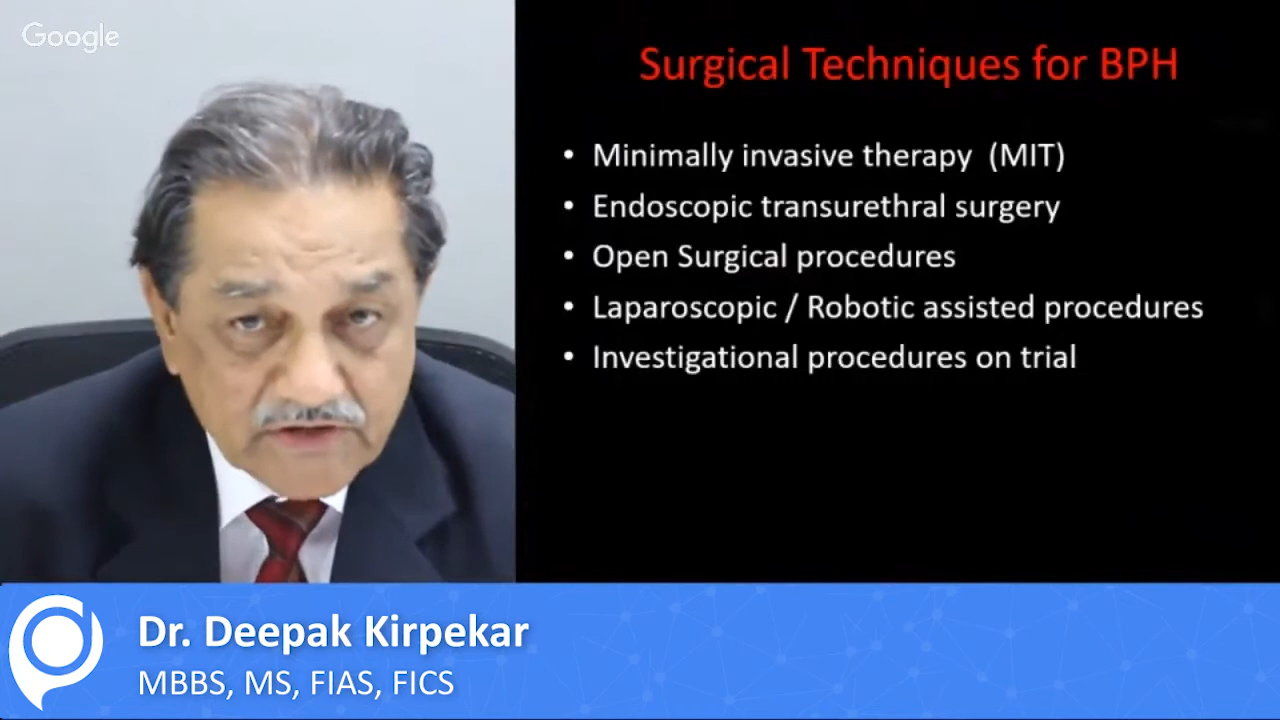 Google
Surgical Techniques for BPH
• Minimally invasive therapy (MIT)
• Endoscopic transurethral surgery
• Open Surgical procedures
• Laparoscopic / Robotic assisted procedures
• Investigational procedures on trial
Dr. Deepak Kirpekar
MBBS, MS, FIAS, FICS